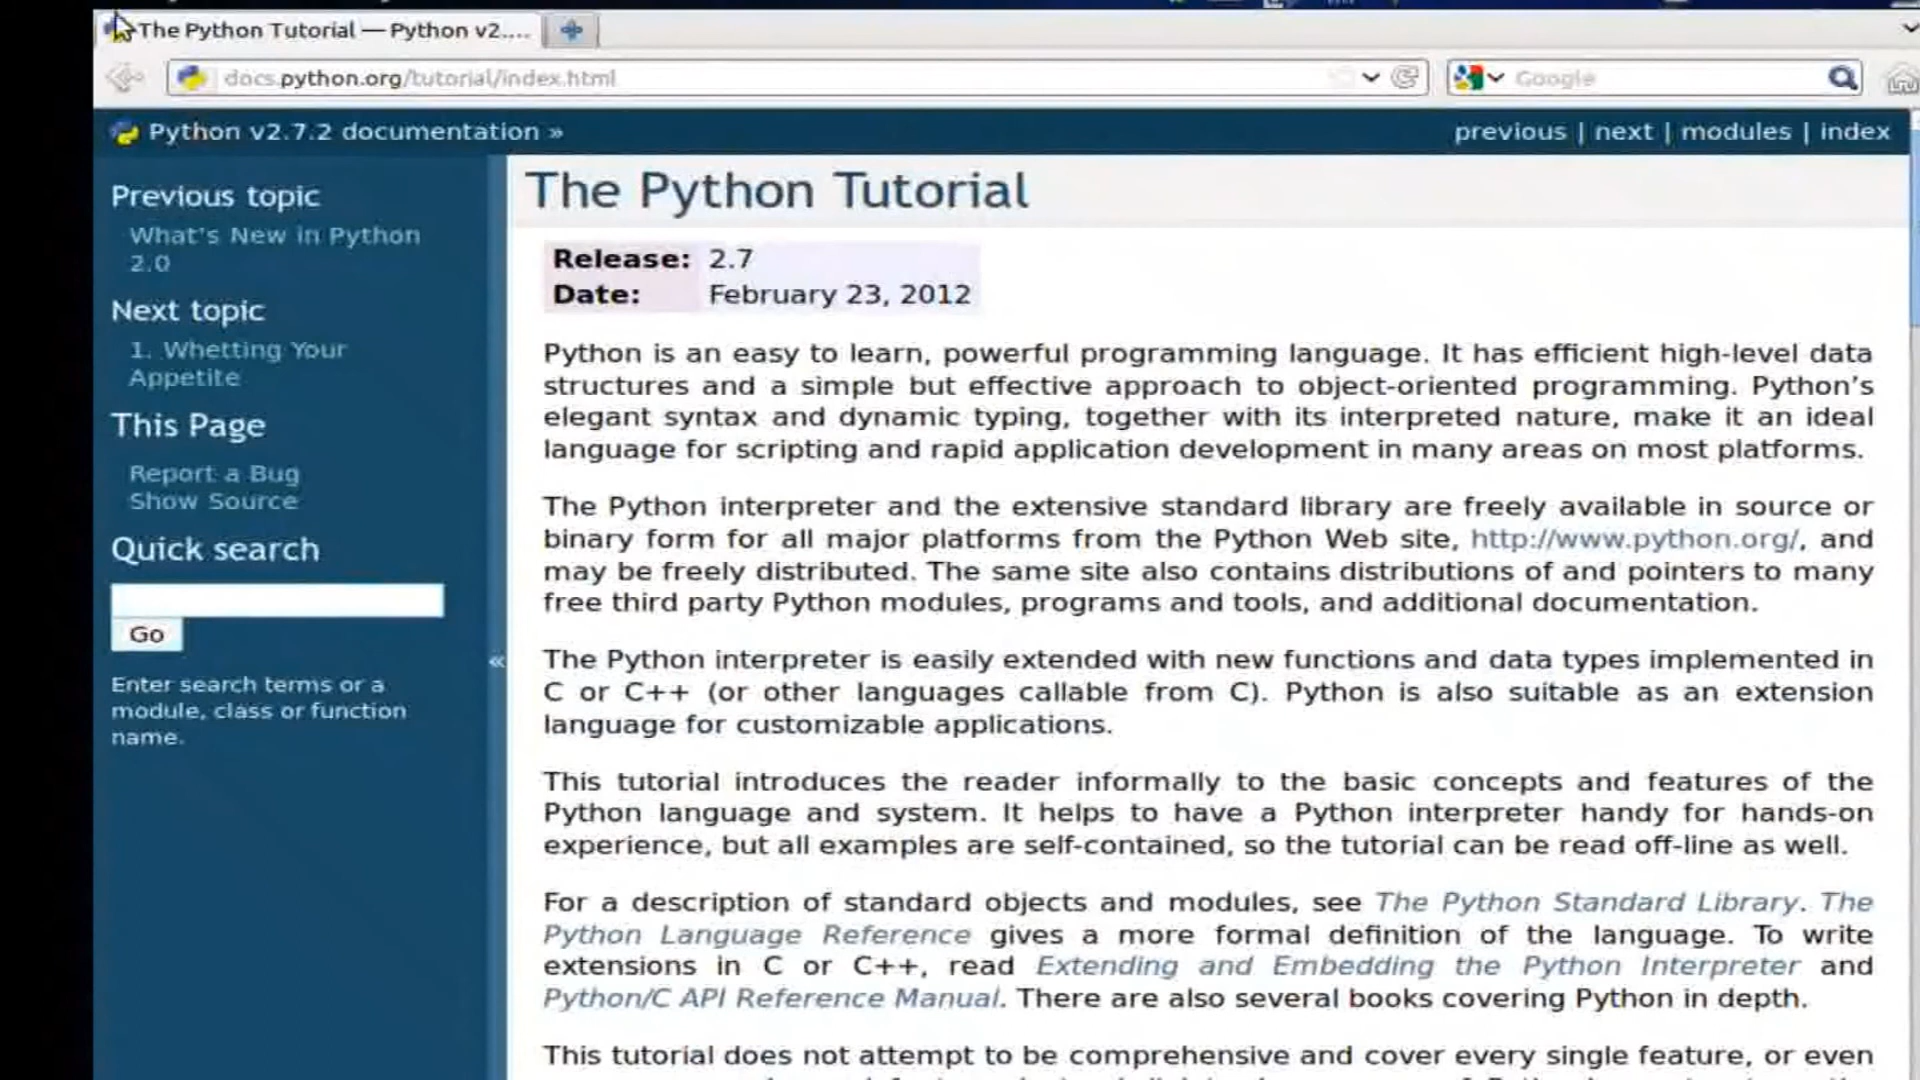 The Python Tutorial — Python v2....
docs.python.org/tutorial/index.html
Google
Python v2.7.2 documentation »
previous | next | modules | index
Previous topic
What's New in Python
2.0
Next topic
1. Whetting Your
Appetite
This Page
Report a Bug
Show Source
Quick search
Go
«
Enter search terms or a
module, class or function
name.
The Python Tutorial
Release: 2.7
Date: February 23, 2012
Python is an easy to learn, powerful programming language. It has efficient high-level data
structures and a simple but effective approach to object-oriented programming. Python’s
elegant syntax and dynamic typing, together with its interpreted nature, make it an ideal
language for scripting and rapid application development in many areas on most platforms.
The Python interpreter and the extensive standard library are freely available in source or
binary form for all major platforms from the Python Web site, http://www.python.org/, and
may be freely distributed. The same site also contains distributions of and pointers to many
free third party Python modules, programs and tools, and additional documentation.
The Python interpreter is easily extended with new functions and data types implemented in
C or C++ (or other languages callable from C). Python is also suitable as an extension
language for customizable applications.
This tutorial introduces the reader informally to the basic concepts and features of the
Python language and system. It helps to have a Python interpreter handy for hands-on
experience, but all examples are self-contained, so the tutorial can be read off-line as well.
For a description of standard objects and modules, see The Python Standard Library. The
Python Language Reference gives a more formal definition of the language. To write
extensions in C or C++, read Extending and Embedding the Python Interpreter and
Python/C API Reference Manual. There are also several books covering Python in depth.
This tutorial does not attempt to be comprehensive and cover every single feature, or even